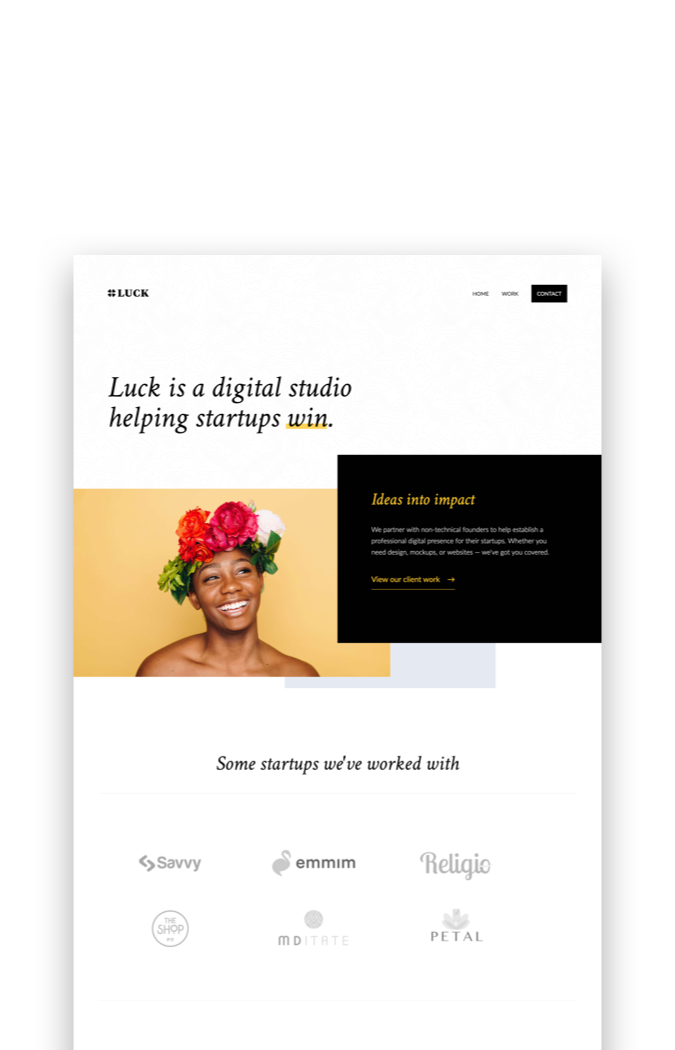 LUCK
HOME WORK CONTACT
Luck is a digital studio
helping startups win.
Ideas into impact
We partner with non-technical founders to help establish a
professional digital presence for their startups. Whether you
need design, mockups, or websites — we've got you covered.
View our client work →
Some startups we've worked with
Savvy
emmim
Religio
THE
SHOP
MDITATE
PETAL